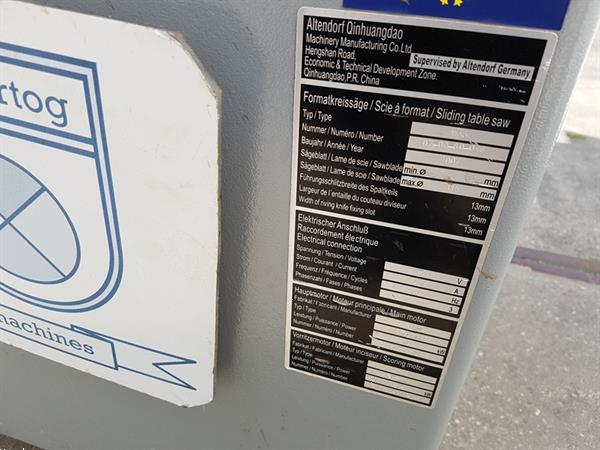 rtog
machines
Altendorf Qinhuangdao
Machinery Manufacturing Co.Ltd.
Hengshan Road,
Economic & Technical Development Zone.
Qinhuangdao,P.R. China
Supervised by Altendorf Germany
Formatkreissäge / Scie à format / Sliding table saw
Typ / Type
Nummer / Numéro / Number
Baujahr / Année / Year
Sägeblatt / Lame de scie / Sawblade min.ø mm
Sägeblatt / Lame de scie / Sawblade max.ø mm
Führungsschlitzbreite des Spaltkeils 13mm
Largeur de l'entaille du couteau diviseur 13mm
Width of riving knife fixing slot 13mm
Elektrischer Anschluß
Raccordement électrique
Electrical connection
Spannung / Tension / Voltage V
Strom / Courant / Current A
Frequenz / Fréquence / Cycles Hz
Phasenzahl / Fases / Phases 3
Hauptmotor / Moteur principale / Main motor
Fabrikat / Fabricant / Manufacturer
Typ / Type
Leistung / Puissance / Power kW
Nummer / Numéro / Number
Vorritzermotor / Moteur inciseur / Scoring motor
Fabrikat / Fabricant / Manufacturer
Typ / Type
Leistung / Puissance / Power kW
Nummer / Numéro / Number